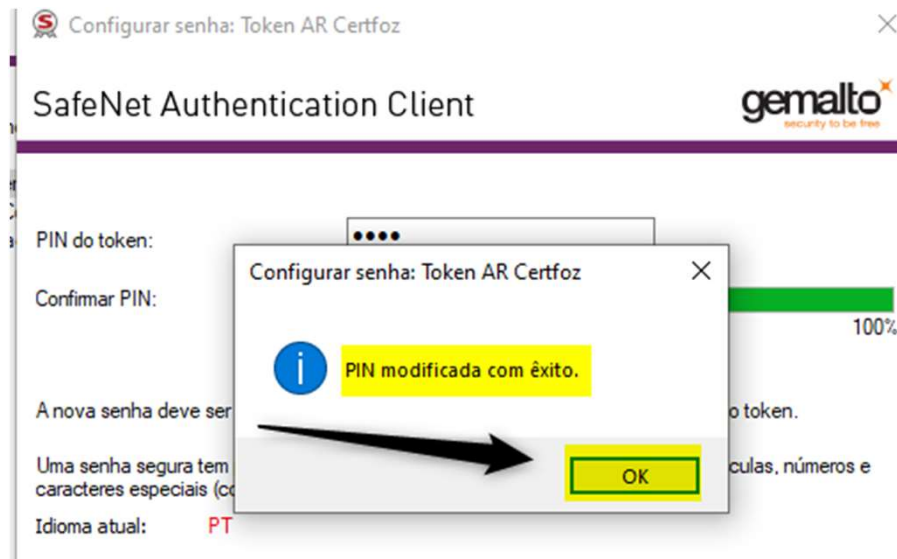 Configurar senha: Token AR Certfoz
SafeNet Authentication Client
gemalto
security to be free
PIN do token:
Configurar senha: Token AR Certfoz
Confirmar PIN:
100%
PIN modificada com êxito.
A nova senha deve ser
o token.
Uma senha segura tem
números e
caracteres especiais
OK
Idioma atual: PT